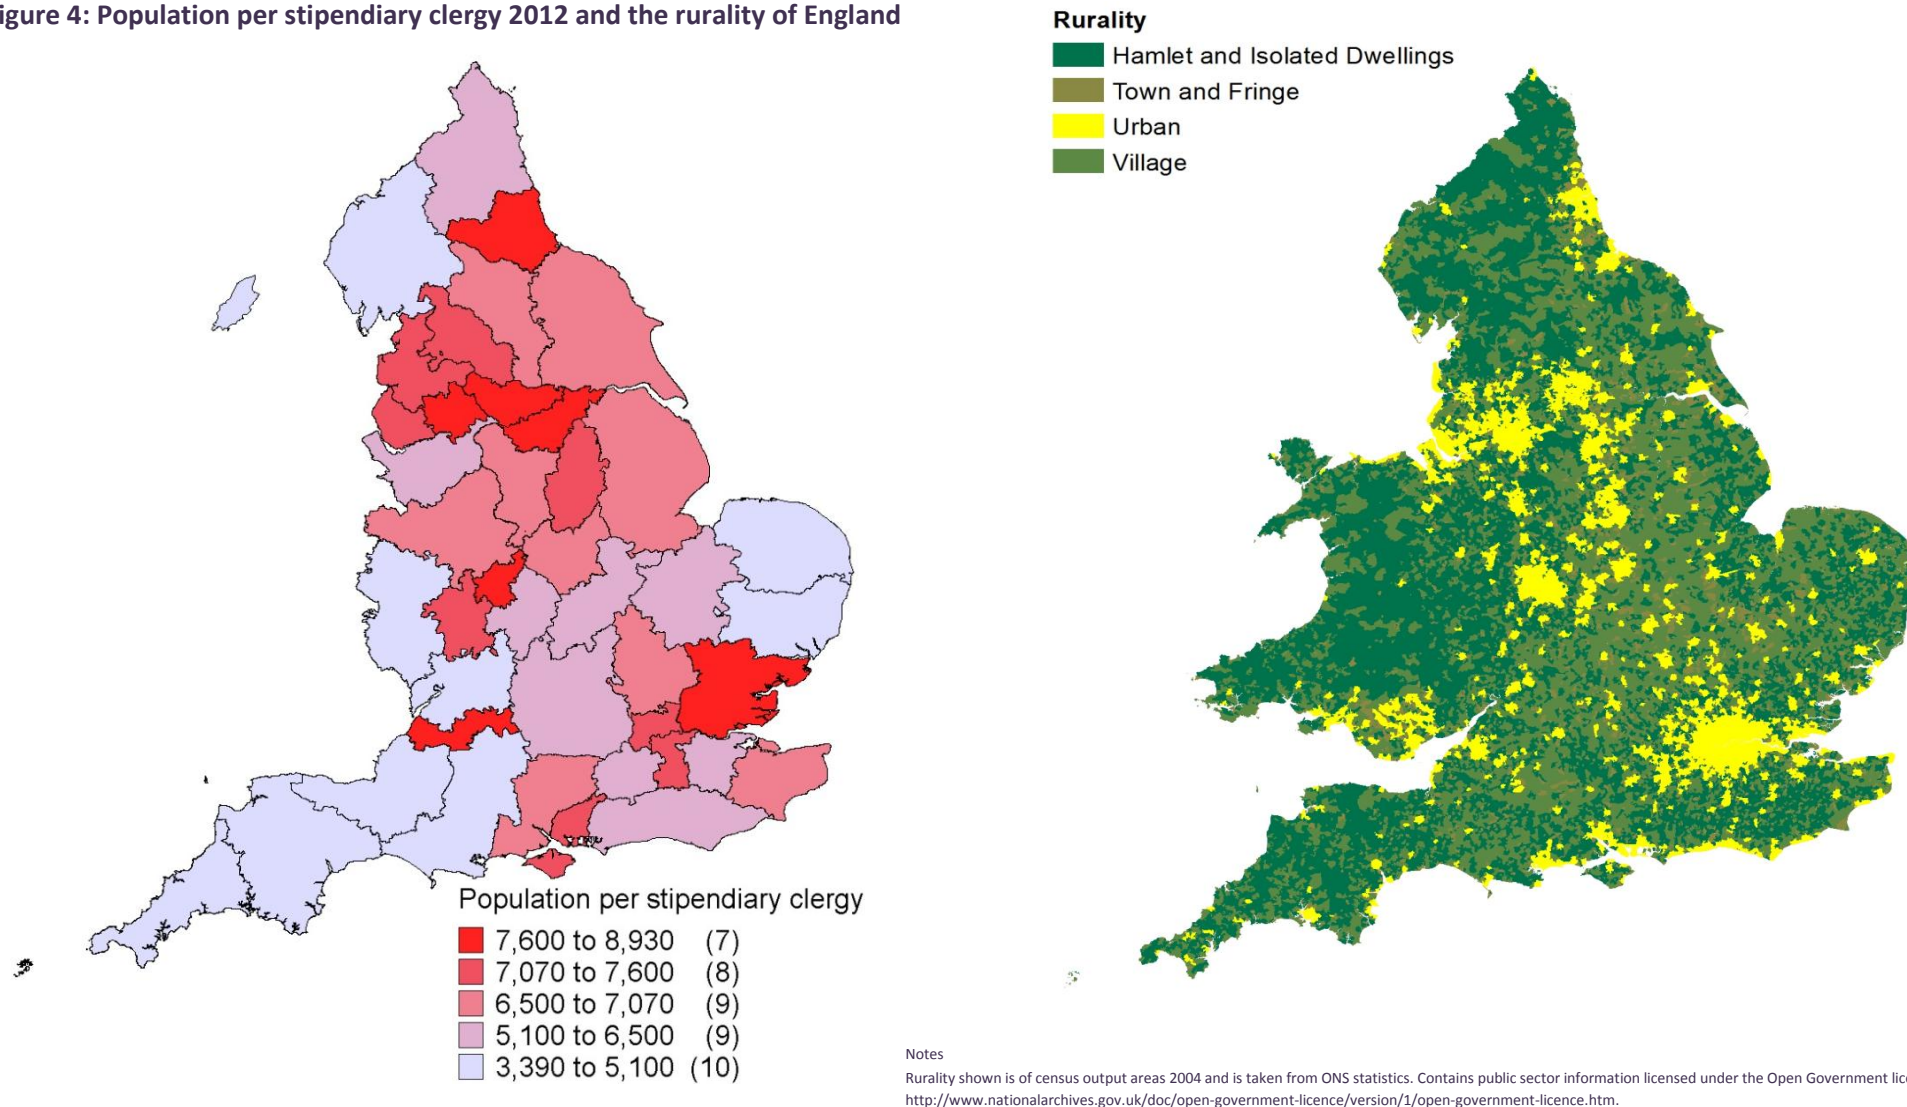 igure 4: Population per stipendiary clergy 2012 and the rurality of England
Rurality
Hamlet and Isolated Dwellings
Town and Fringe
Urban
Village
Population per stipendiary clergy
7,600 to 8,930 (7)
7,070 to 7,600 (8)
6,500 to 7,070 (9)
5,100 to 6,500 (9)
3,390 to 5,100 (10)
Notes
Rurality shown is of census output areas 2004 and is taken from ONS statistics. Contains public sector information licensed under the Open Government lice
http://www.nationalarchives.gov.uk/doc/open-government-licence/version/1/open-government-licence.htm.